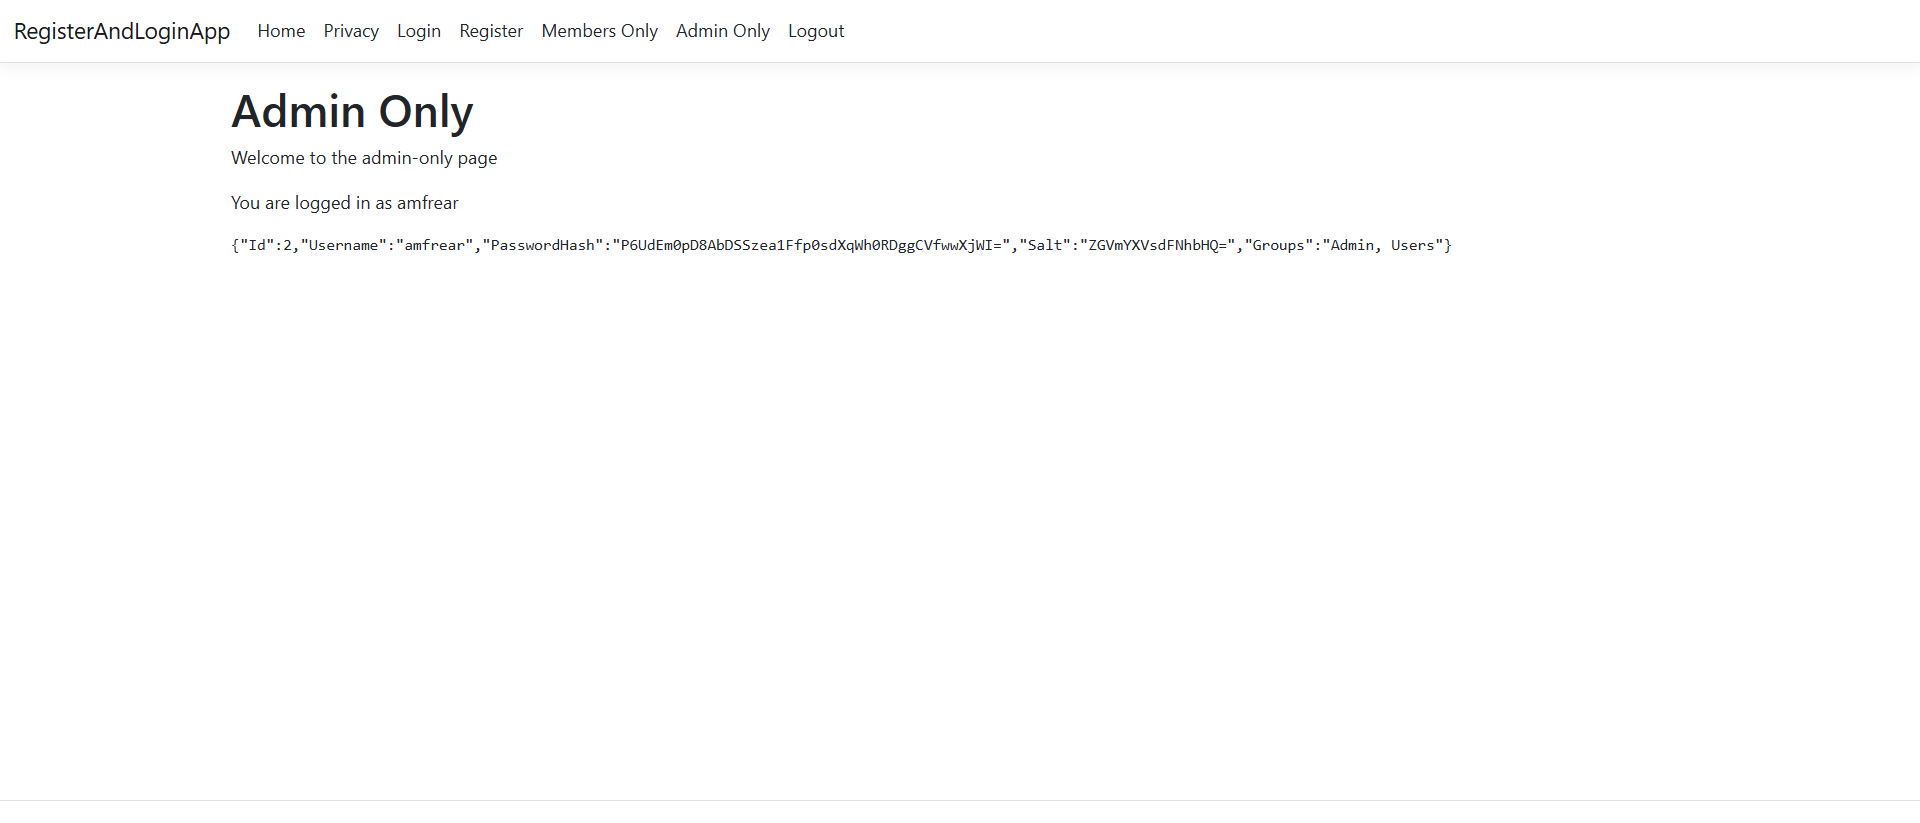 RegisterAndLoginApp Home Privacy Login Register Members Only Admin Only Logout
Admin Only
Welcome to the admin-only page
You are logged in as amfrear
{"Id":2,"Username":"amfrear","PasswordHash":"P6UdEm0pD8AbDSSzea1Ffp0sdXqWh0RDggCVfwwXjWI=","Salt":"ZGVmYXVsdFNhbHQ=","Groups":"Admin, Users"}